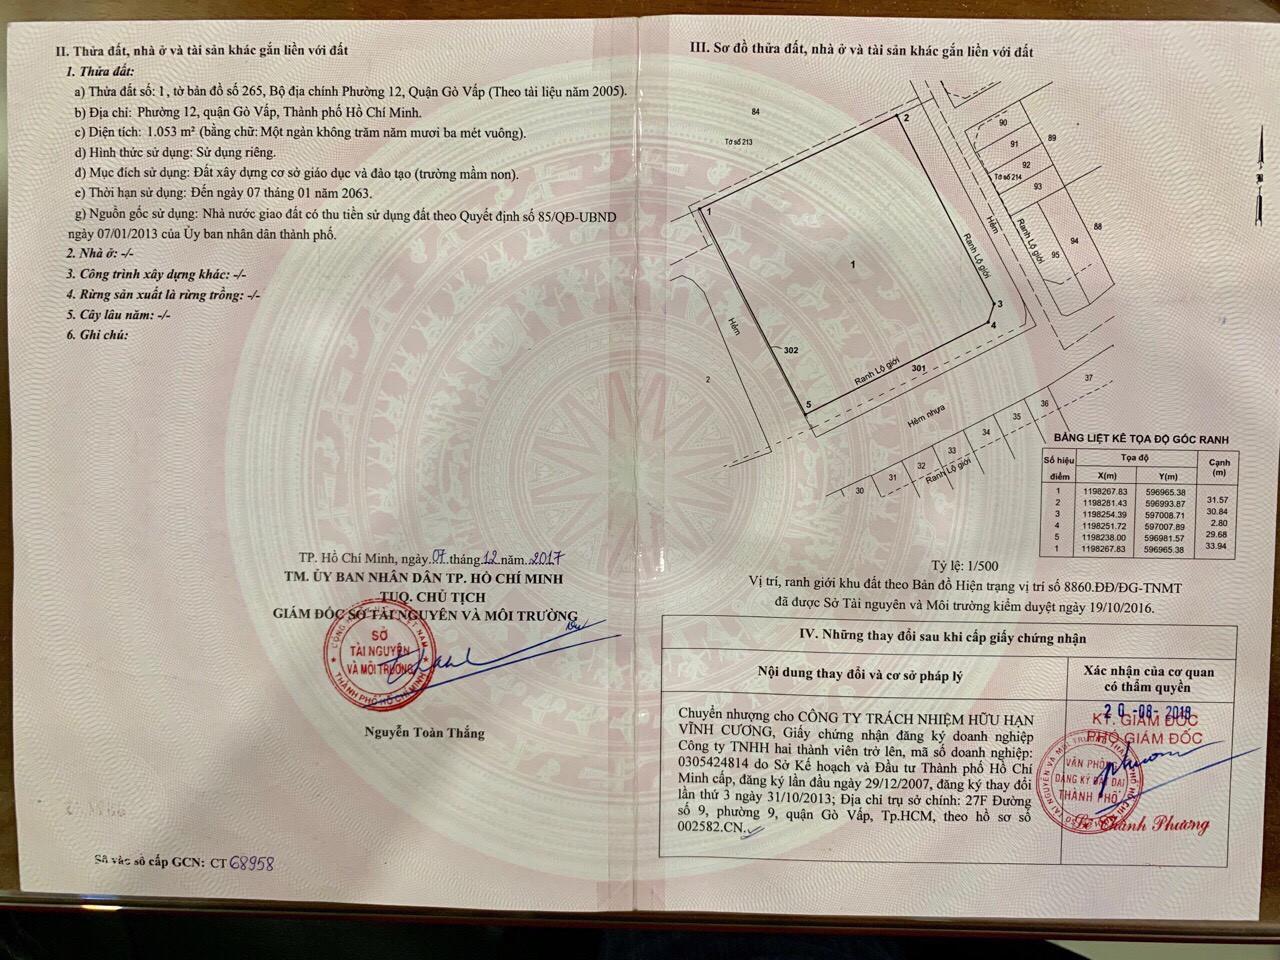 II. Thửa đất, nhà ở và tài sản khác gắn liền với đất
1. Thửa đất:
a) Thửa đất số: 1, tờ bản đồ số 265, Bộ địa chính Phường 12, Quận Gò Vấp (Theo tài liệu năm 2005).
b) Địa chỉ: Phường 12, quận Gò Vấp, Thành phố Hồ Chí Minh.
c) Diện tích: 1.053 m² (bằng chữ: Một ngàn không trăm năm mươi ba mét vuông).
d) Hình thức sử dụng: Sử dụng riêng.
đ) Mục đích sử dụng: Đất xây dựng cơ sở giáo dục và đào tạo (trường mầm non).
e) Thời hạn sử dụng: Đến ngày 07 tháng 01 năm 2063.
g) Nguồn gốc sử dụng: Nhà nước giao đất có thu tiền sử dụng đất theo Quyết định số 85/QĐ-UBND
ngày 07/01/2013 của Ủy ban nhân dân thành phố.
2. Nhà ở: -/-
3. Công trình xây dựng khác: -/-
4. Rừng sản xuất là rừng trồng: -/-
5. Cây lâu năm: -/-
6. Ghi chú:
TP. Hồ Chí Minh, ngày 07 tháng 12 năm 2017
TM. ỦY BAN NHÂN DÂN TP. HỒ CHÍ MINH
TUQ. CHỦ TỊCH
GIÁM ĐỐC SỞ TÀI NGUYÊN VÀ MÔI TRƯỜNG
SỞ
TÀI NGUYÊN
VÀ MÔI TRƯỜNG
THÀNH PHỐ HỒ CHÍ MINH
Nguyễn Toàn Thắng
Số vào sổ cấp GCN: CT 68958
III. Sơ đồ thửa đất, nhà ở và tài sản khác gắn liền với đất
84
Tờ số 213
2
90
89
91
92
Tờ số 214
93
1
Hẻm
88
94
Ranh Lộ giới
95
Ranh Lộ giới
1
3
4
Hẻm
302
Ranh Lộ giới
301
2
5
37
Hẻm nhựa
36
35
34
33
32
Ranh Lộ giới
31
30
BẢNG LIỆT KÊ TỌA ĐỘ GÓC RANH
Số hiệu điểm Tọa độ Cạnh (m)
X(m) Y(m)
1 1198267.83 596965.38
31.57
2 1198281.43 596993.87
30.84
3 1198254.39 597008.71
2.80
4 1198251.72 597007.89
29.68
5 1198238.00 596981.57
33.94
1 1198267.83 596965.38
Tỷ lệ: 1/500
Vị trí, ranh giới khu đất theo Bản đồ Hiện trạng vị trí số 8860.ĐĐ/ĐG-TNMT
đã được Sở Tài nguyên và Môi trường kiểm duyệt ngày 19/10/2016.
IV. Những thay đổi sau khi cấp giấy chứng nhận
Nội dung thay đổi và cơ sở pháp lý
Xác nhận của cơ quan
có thẩm quyền
Chuyển nhượng cho CÔNG TY TRÁCH NHIỆM HỮU HẠN
VĨNH CƯƠNG, Giấy chứng nhận đăng ký doanh nghiệp
Công ty TNHH hai thành viên trở lên, mã số doanh nghiệp:
0305424814 do Sở Kế hoạch và Đầu tư Thành phố Hồ Chí
Minh cấp, đăng ký lần đầu ngày 29/12/2007, đăng ký thay đổi
lần thứ 3 ngày 31/10/2013; Địa chỉ trụ sở chính: 27F Đường
số 9, phường 9, quận Gò Vấp, Tp.HCM, theo hồ sơ số
002582.CN.
20-08-2018
KT. GIÁM ĐỐC
PHÓ GIÁM ĐỐC
VĂN PHÒNG
ĐĂNG KÝ ĐẤT ĐAI
THÀNH PHỐ
Thành Phương